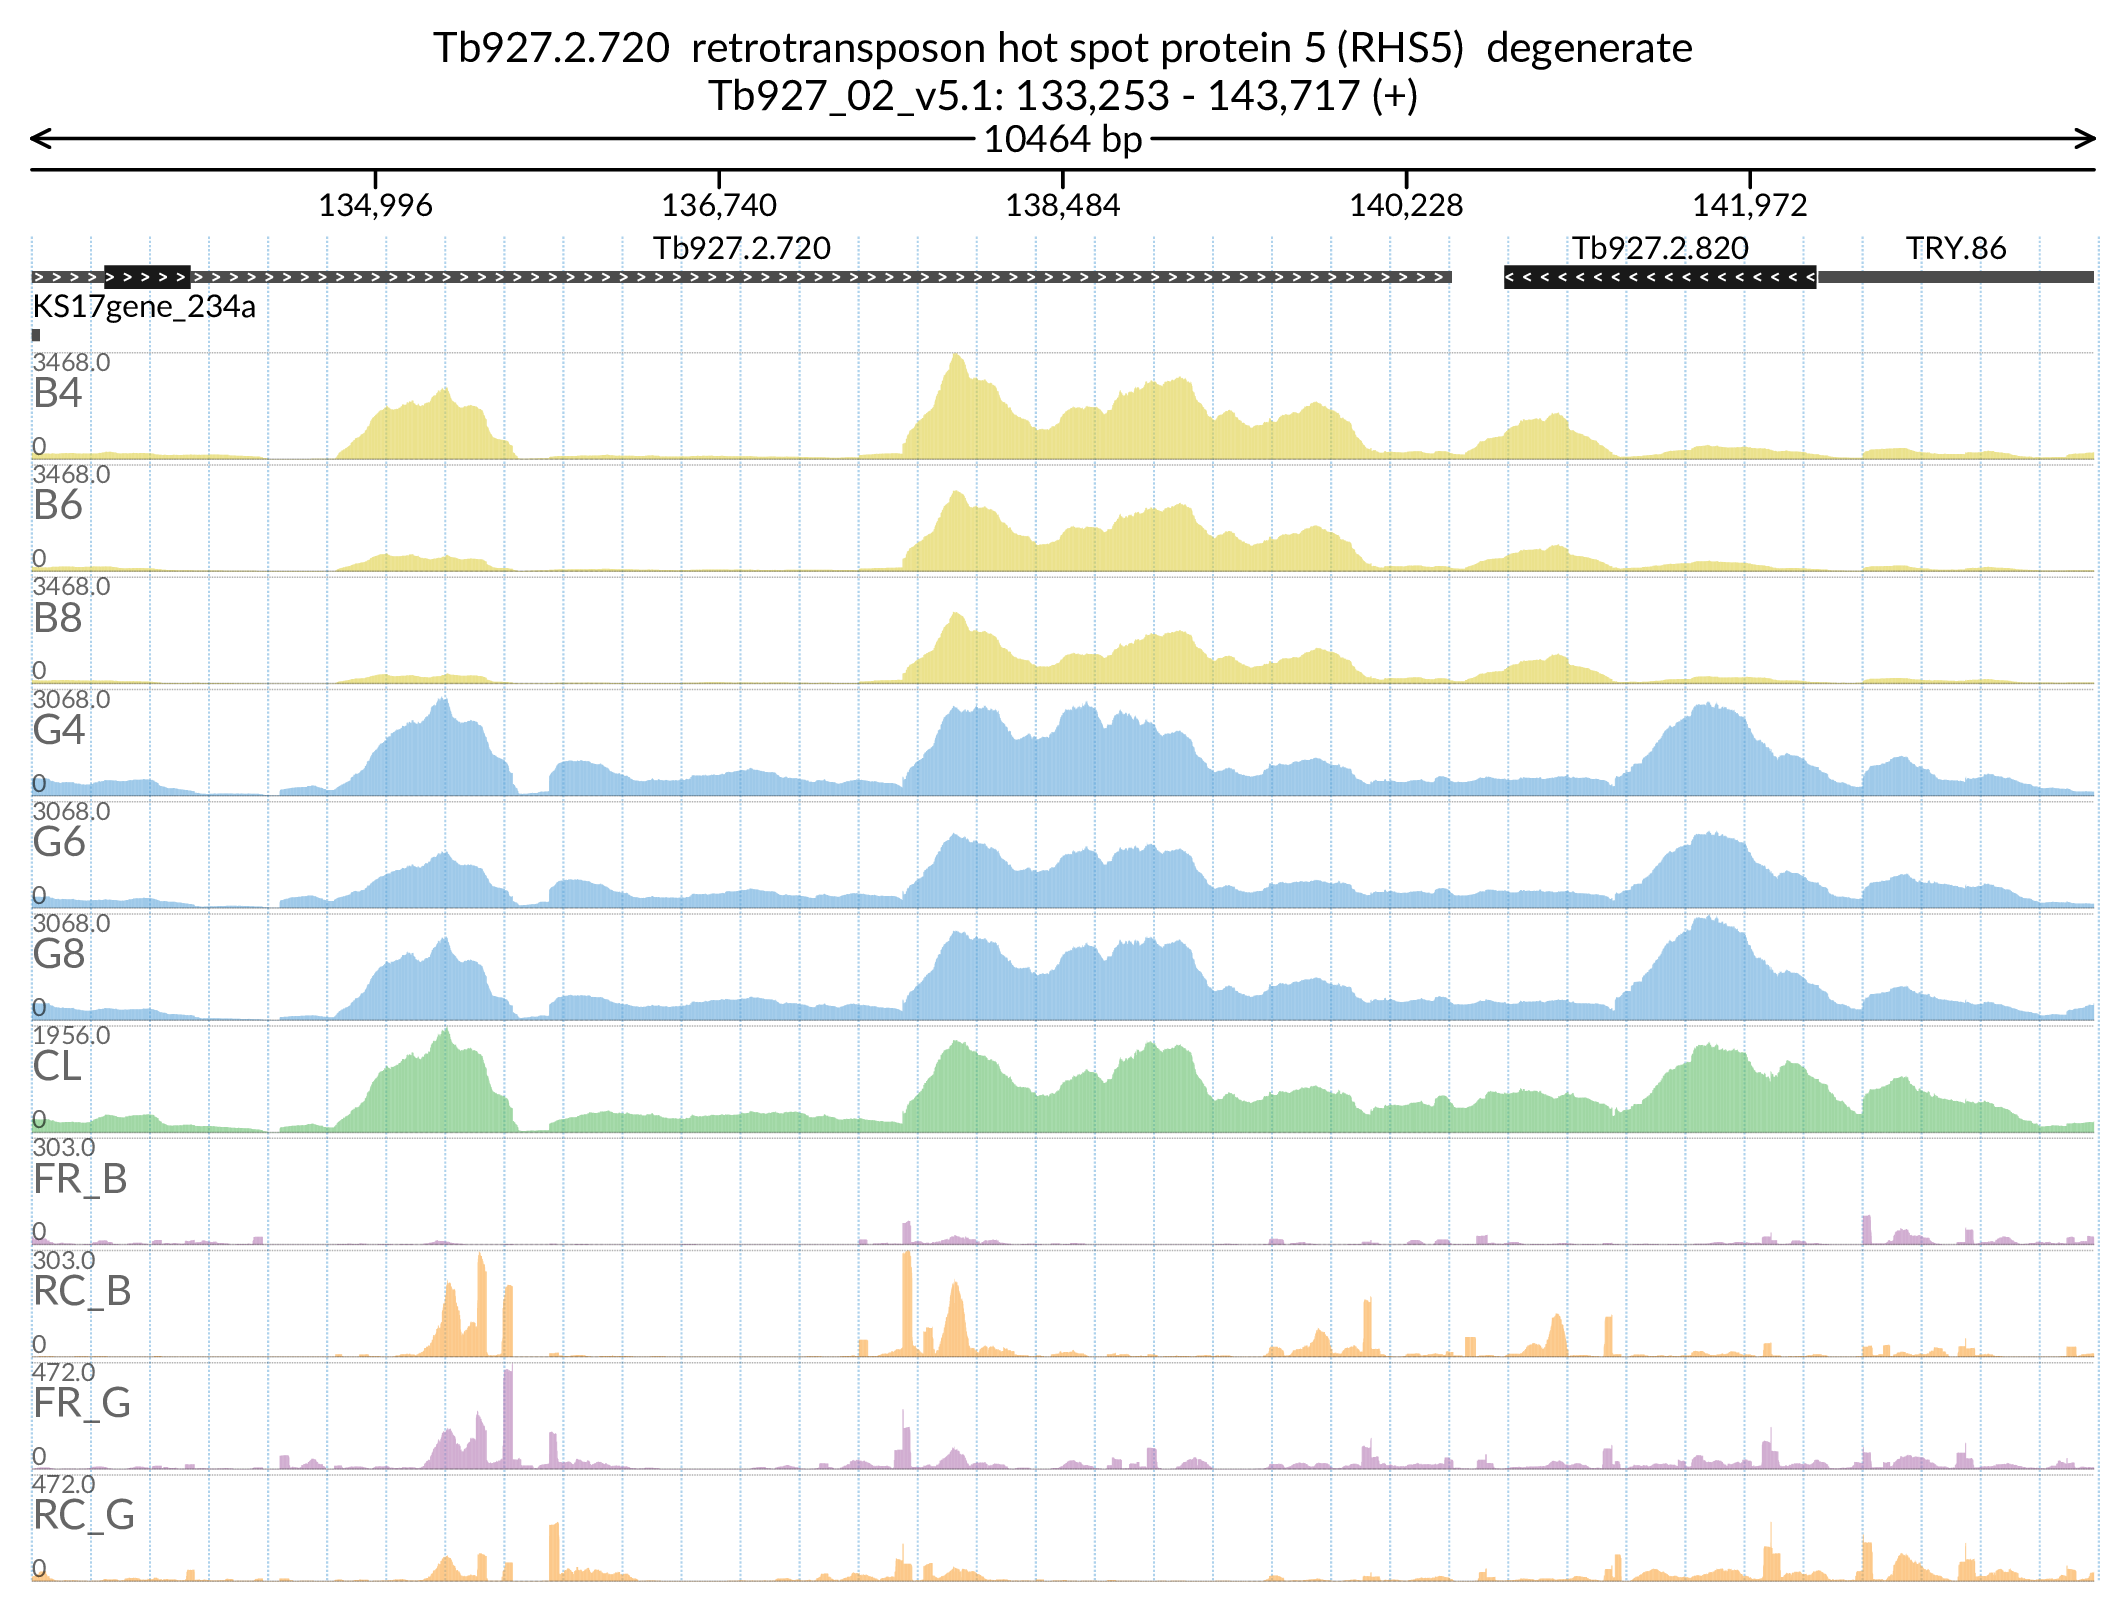 Tb927.2.720 retrotransposon hot spot protein 5 (RHS5) degenerate
Tb927_02_v5.1: 133,253 - 143,717 (+)
10464 bp
134,996 136,740 138,484 140,228 141,972
Tb927.2.720 Tb927.2.820 TRY.86
KS17gene_234a
3468.0
B4
0
3468.0
B6
0
3468.0
B8
0
3068.0
G4
0
3068.0
G6
0
3068.0
G8
0
1956.0
CL
0
303.0
FR_B
0
303.0
RC_B
0
472.0
FR_G
0
472.0
RC_G
0